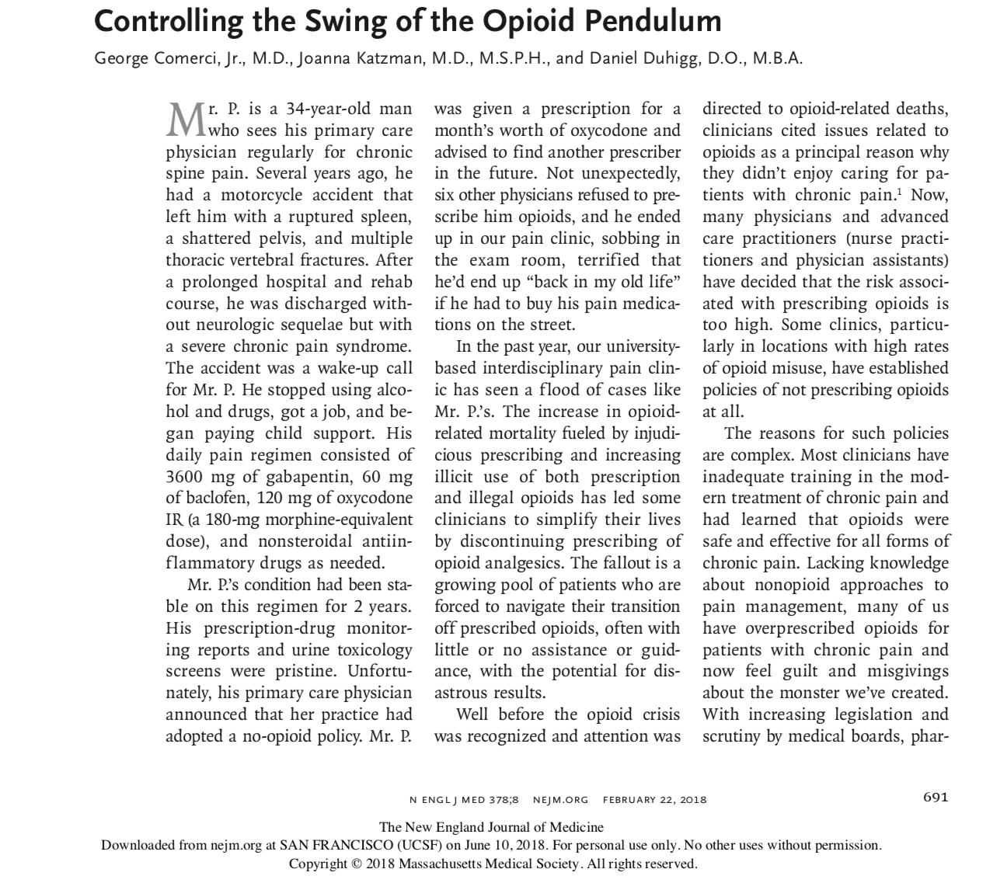 Controlling the Swing of the Opioid Pendulum
George Comerci, Jr., M.D., Joanna Katzman, M.D., M.S.P.H., and Daniel Duhigg, D.O., M.B.A.
Mr. P. is a 34-year-old man
who sees his primary care
physician regularly for chronic
spine pain. Several years ago, he
had a motorcycle accident that
left him with a ruptured spleen,
a shattered pelvis, and multiple
thoracic vertebral fractures. After
a prolonged hospital and rehab
course, he was discharged with-
out neurologic sequelae but with
a severe chronic pain syndrome.
The accident was a wake-up call
for Mr. P. He stopped using alco-
hol and drugs, got a job, and be-
gan paying child support. His
daily pain regimen consisted of
3600 mg of gabapentin, 60 mg
of baclofen, 120 mg of oxycodone
IR (a 180-mg morphine-equivalent
dose), and nonsteroidal antiin-
flammatory drugs as needed.
Mr. P.'s condition had been sta-
ble on this regimen for 2 years.
His prescription-drug monitor-
ing reports and urine toxicology
screens were pristine. Unfortu-
nately, his primary care physician
announced that her practice had
adopted a no-opioid policy. Mr. P.
was given a prescription for a
month's worth of oxycodone and
advised to find another prescriber
in the future. Not unexpectedly,
six other physicians refused to pre-
scribe him opioids, and he ended
up in our pain clinic, sobbing in
the exam room, terrified that
he'd end up “back in my old life”
if he had to buy his pain medica-
tions on the street.
In the past year, our university-
based interdisciplinary pain clin-
ic has seen a flood of cases like
Mr. P.'s. The increase in opioid-
related mortality fueled by injudi-
cious prescribing and increasing
illicit use of both prescription
and illegal opioids has led some
clinicians to simplify their lives
by discontinuing prescribing of
opioid analgesics. The fallout is a
growing pool of patients who are
forced to navigate their transition
off prescribed opioids, often with
little or no assistance or guid-
ance, with the potential for dis-
astrous results.
Well before the opioid crisis
was recognized and attention was
directed to opioid-related deaths,
clinicians cited issues related to
opioids as a principal reason why
they didn't enjoy caring for pa-
tients with chronic pain.¹ Now,
many physicians and advanced
care practitioners (nurse practi-
tioners and physician assistants)
have decided that the risk associ-
ated with prescribing opioids is
too high. Some clinics, particu-
larly in locations with high rates
of opioid misuse, have established
policies of not prescribing opioids
at all.
The reasons for such policies
are complex. Most clinicians have
inadequate training in the mod-
ern treatment of chronic pain and
had learned that opioids were
safe and effective for all forms of
chronic pain. Lacking knowledge
about nonopioid approaches to
pain management, many of us
have overprescribed opioids for
patients with chronic pain and
now feel guilt and misgivings
about the monster we've created.
With increasing legislation and
scrutiny by medical boards, phar-
N ENGL J MED 378;8 NEJM.ORG FEBRUARY 22, 2018
691
The New England Journal of Medicine
Downloaded from nejm.org at SAN FRANCISCO (UCSF) on June 10, 2018. For personal use only. No other uses without permission.
Copyright © 2018 Massachusetts Medical Society. All rights reserved.